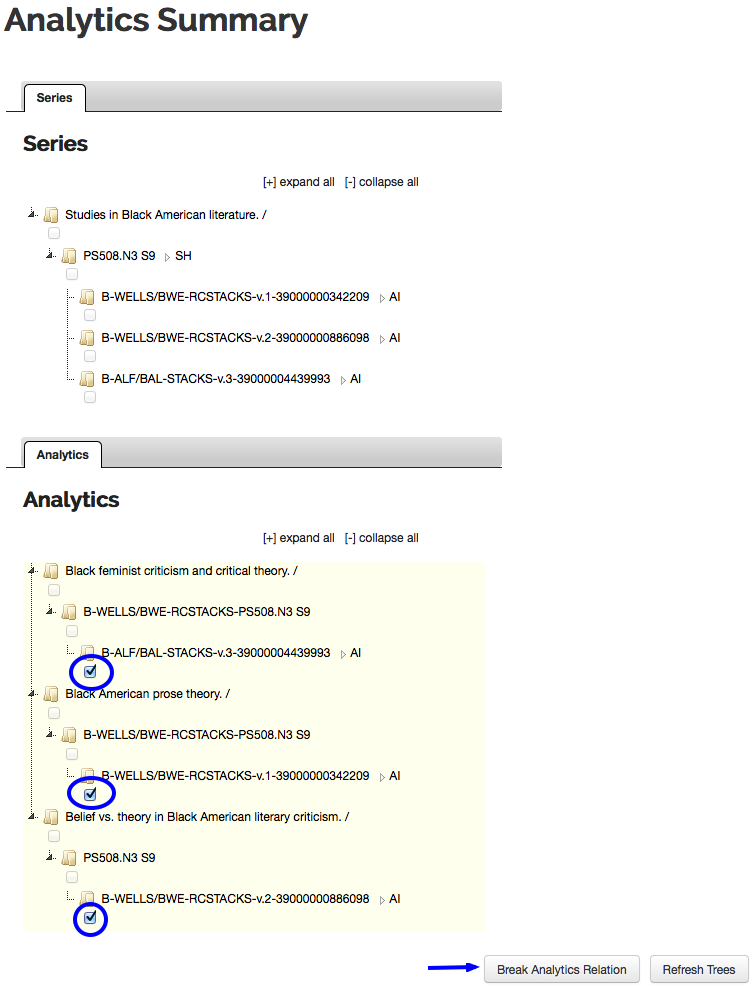 Analytics Summary
Series
Series
[+] expand all [-] collapse all
Studies in Black American literature. /
PS508.N3 S9 SH
B-WELLS/BWE-RCSTACKS-v.1-39000000342209 AI
B-WELLS/BWE-RCSTACKS-v.2-39000000886098 AI
B-ALF/BAL-STACKS-v.3-39000004439993 AI
Analytics
Analytics
[+] expand all [-] collapse all
Black feminist criticism and critical theory. /
B-WELLS/BWE-RCSTACKS-PS508.N3 S9
B-ALF/BAL-STACKS-v.3-39000004439993 AI
Black American prose theory. /
B-WELLS/BWE-RCSTACKS-PS508.N3 S9
B-WELLS/BWE-RCSTACKS-v.1-39000000342209 AI
Belief vs. theory in Black American literary criticism. /
PS508.N3 S9
B-WELLS/BWE-RCSTACKS-v.2-39000000886098 AI
Break Analytics Relation Refresh Trees